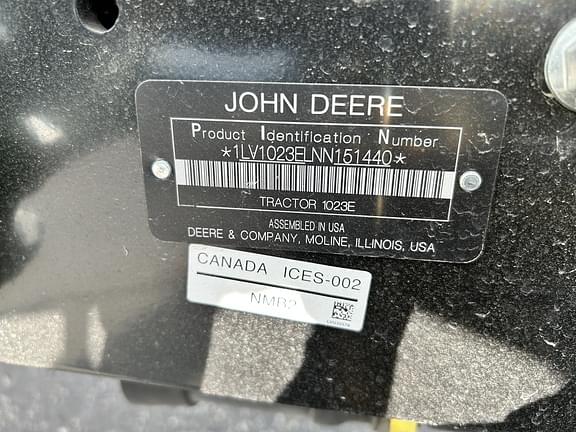 JOHN DEERE
Product Identification Number
*1LV1023ELNN151440*
TRACTOR 1023E
ASSEMBLED IN USA
DEERE & COMPANY, MOLINE, ILLINOIS, USA
CANADA ICES-002